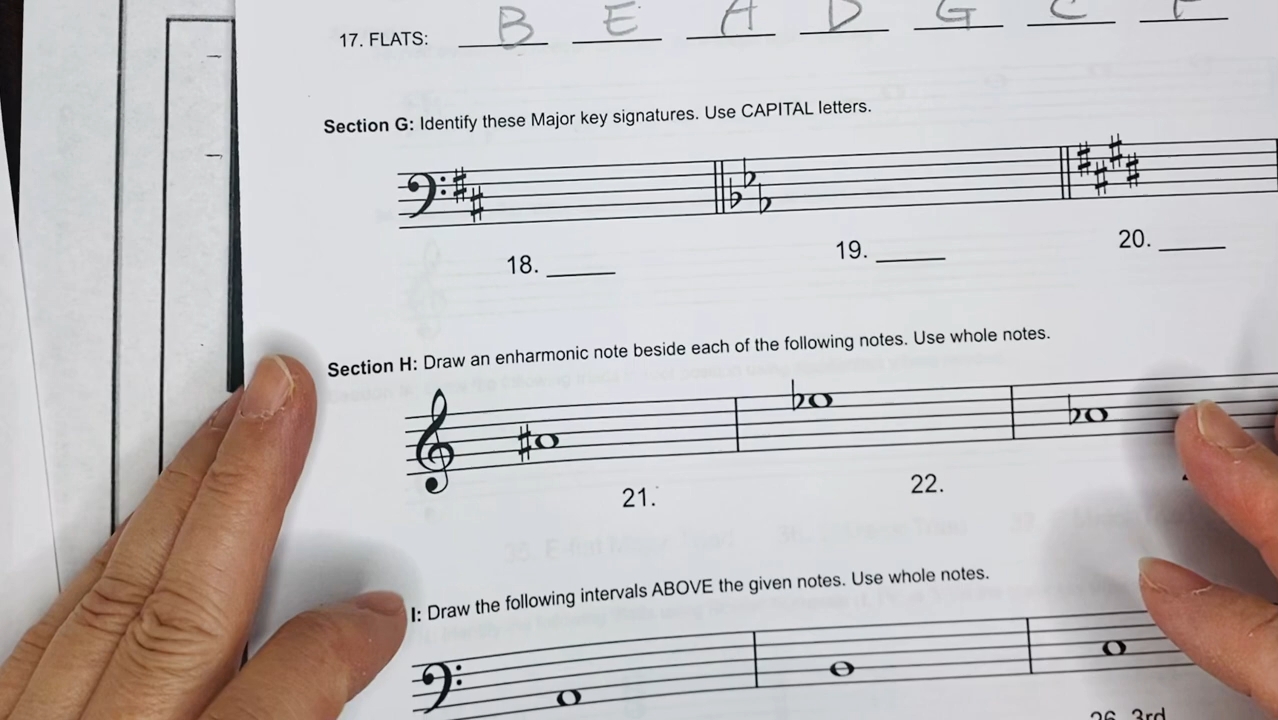 17. FLATS: B E A D G C F
Section G: Identify these Major key signatures. Use CAPITAL letters.
18. ____ 19. ____ 20. ____
Section H: Draw an enharmonic note beside each of the following notes. Use whole notes.
21. 22.
I: Draw the following intervals ABOVE the given notes. Use whole notes.
26. 3rd